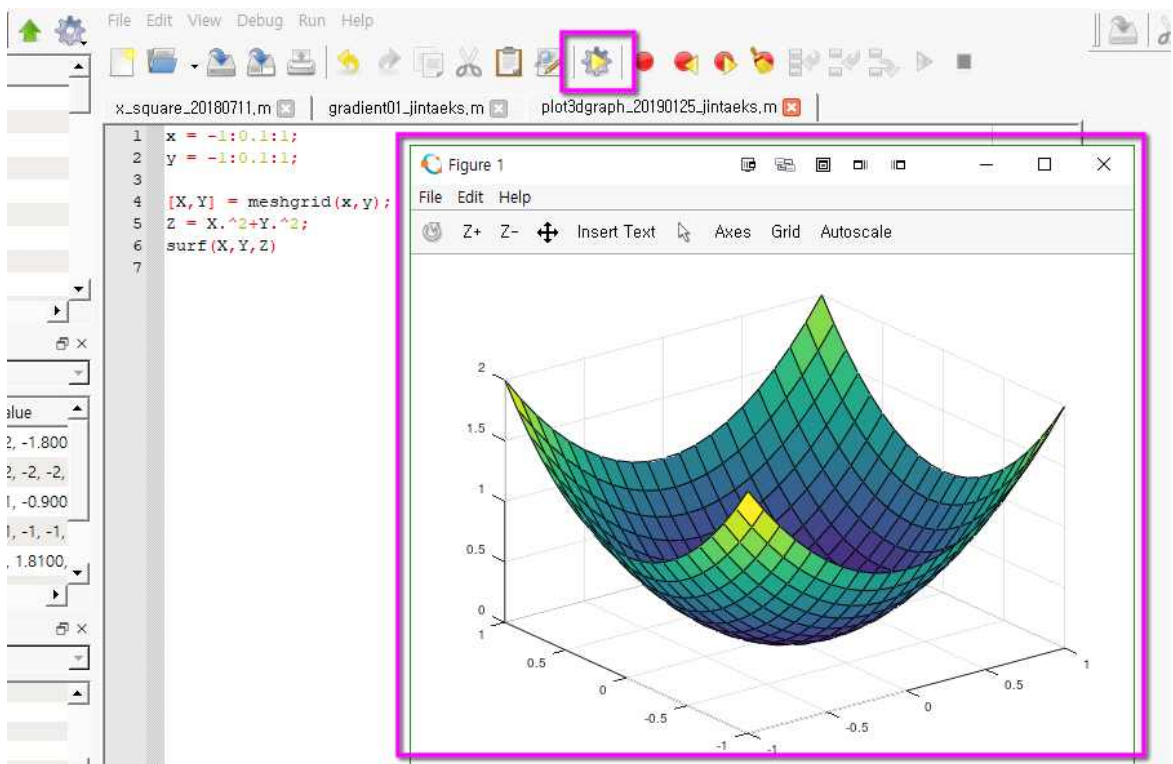 File Edit View Debug Run Help
x_square_20180711.m
gradient01_jintaeks.m
plot3dgraph_20190125_jintaeks.m
1 x = -1:0.1:1;
2 y = -1:0.1:1;
3
4 [X,Y] = meshgrid(x,y);
5 Z = X.^2+Y.^2;
6 surf(X,Y,Z)
7
Figure 1
File Edit Help
Z+ Z- Insert Text Axes Grid Autoscale
2
1.5
1
0.5
0
1
0.5
0
-0.5
-1
-1
-0.5
0
0.5
1
alue
2, -1.800
2, -2, -2,
1, -0.900
1, -1, -1,
, 1.8100,